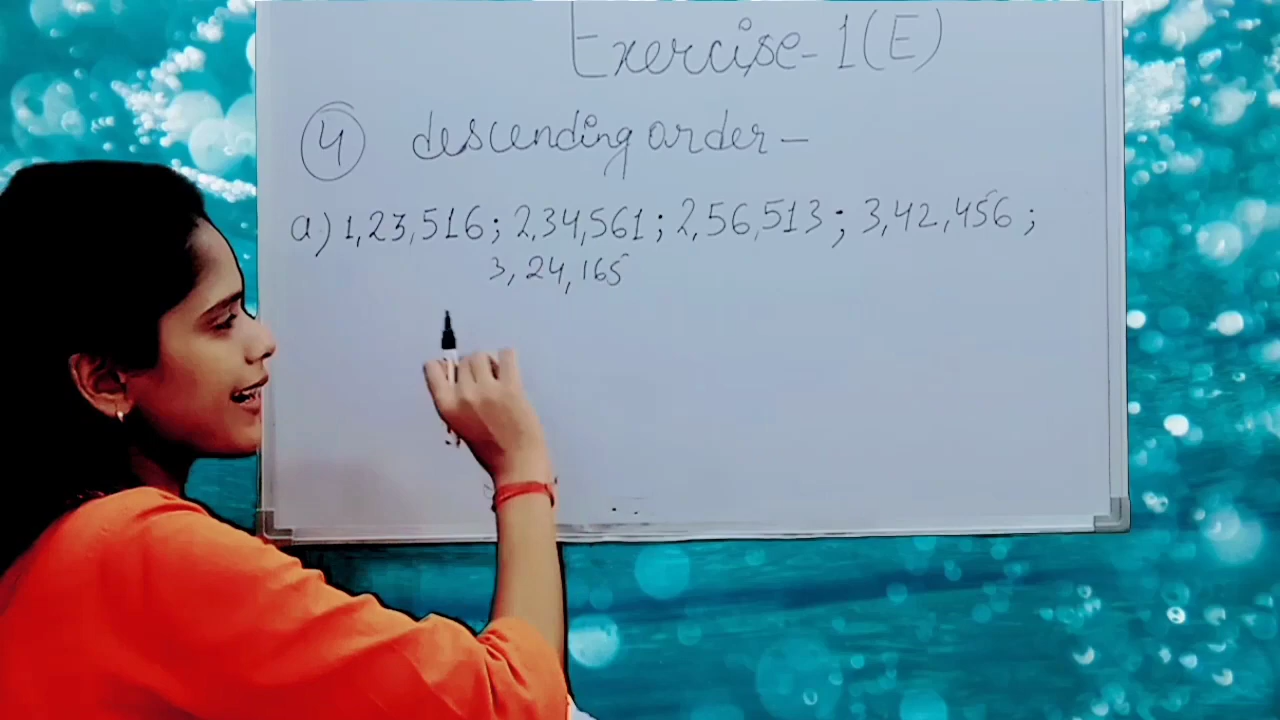 Exercise-1(E)
4 descending order-
a) 1,23,516; 2,34,561; 2,56,513; 3,42,456;
3,24,165